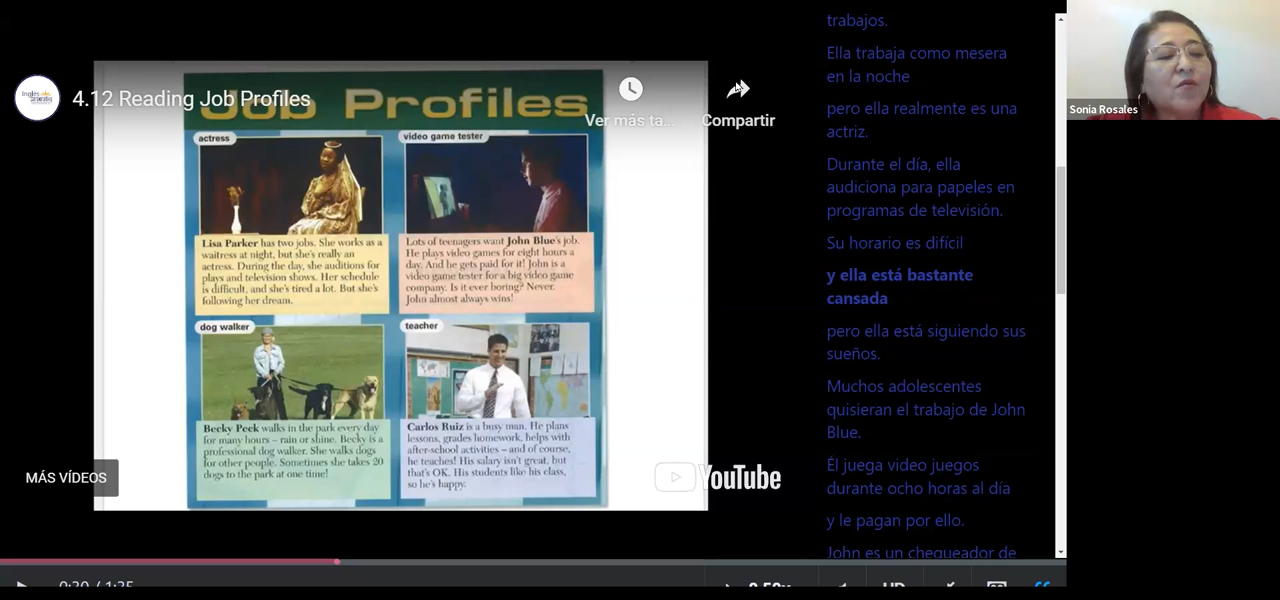 4.12 Reading Job Profiles
Job Profiles
Ver más ta...
Compartir
actress
Lisa Parker has two jobs. She works as a
waitress at night, but she's really an
actress. During the day, she auditions for
plays and television shows. Her schedule
is difficult, and she's tired a lot. But she's
following her dream.
video game tester
Lots of teenagers want John Blue's job.
He plays video games for eight hours a
day. And he gets paid for it! John is a
video game tester for a big video game
company. Is it ever boring? Never.
John almost always wins!
dog walker
Becky Peck walks in the park every day
for many hours – rain or shine. Becky is a
professional dog walker. She walks dogs
for other people. Sometimes she takes 20
dogs to the park at one time!
teacher
Carlos Ruiz is a busy man. He plans
lessons, grades homework, helps with
after-school activities – and of course,
he teaches! His salary isn't great, but
that's OK. His students like his class,
so he's happy.
MÁS VÍDEOS
YouTube
trabajos.
Ella trabaja como mesera
en la noche
pero ella realmente es una
actriz.
Durante el día, ella
audiciona para papeles en
programas de televisión.
Su horario es difícil
y ella está bastante
cansada
pero ella está siguiendo sus
sueños.
Muchos adolescentes
quisieran el trabajo de John
Blue.
Él juega video juegos
durante ocho horas al día
y le pagan por ello.
John es un chequeador de
Sonia Rosales